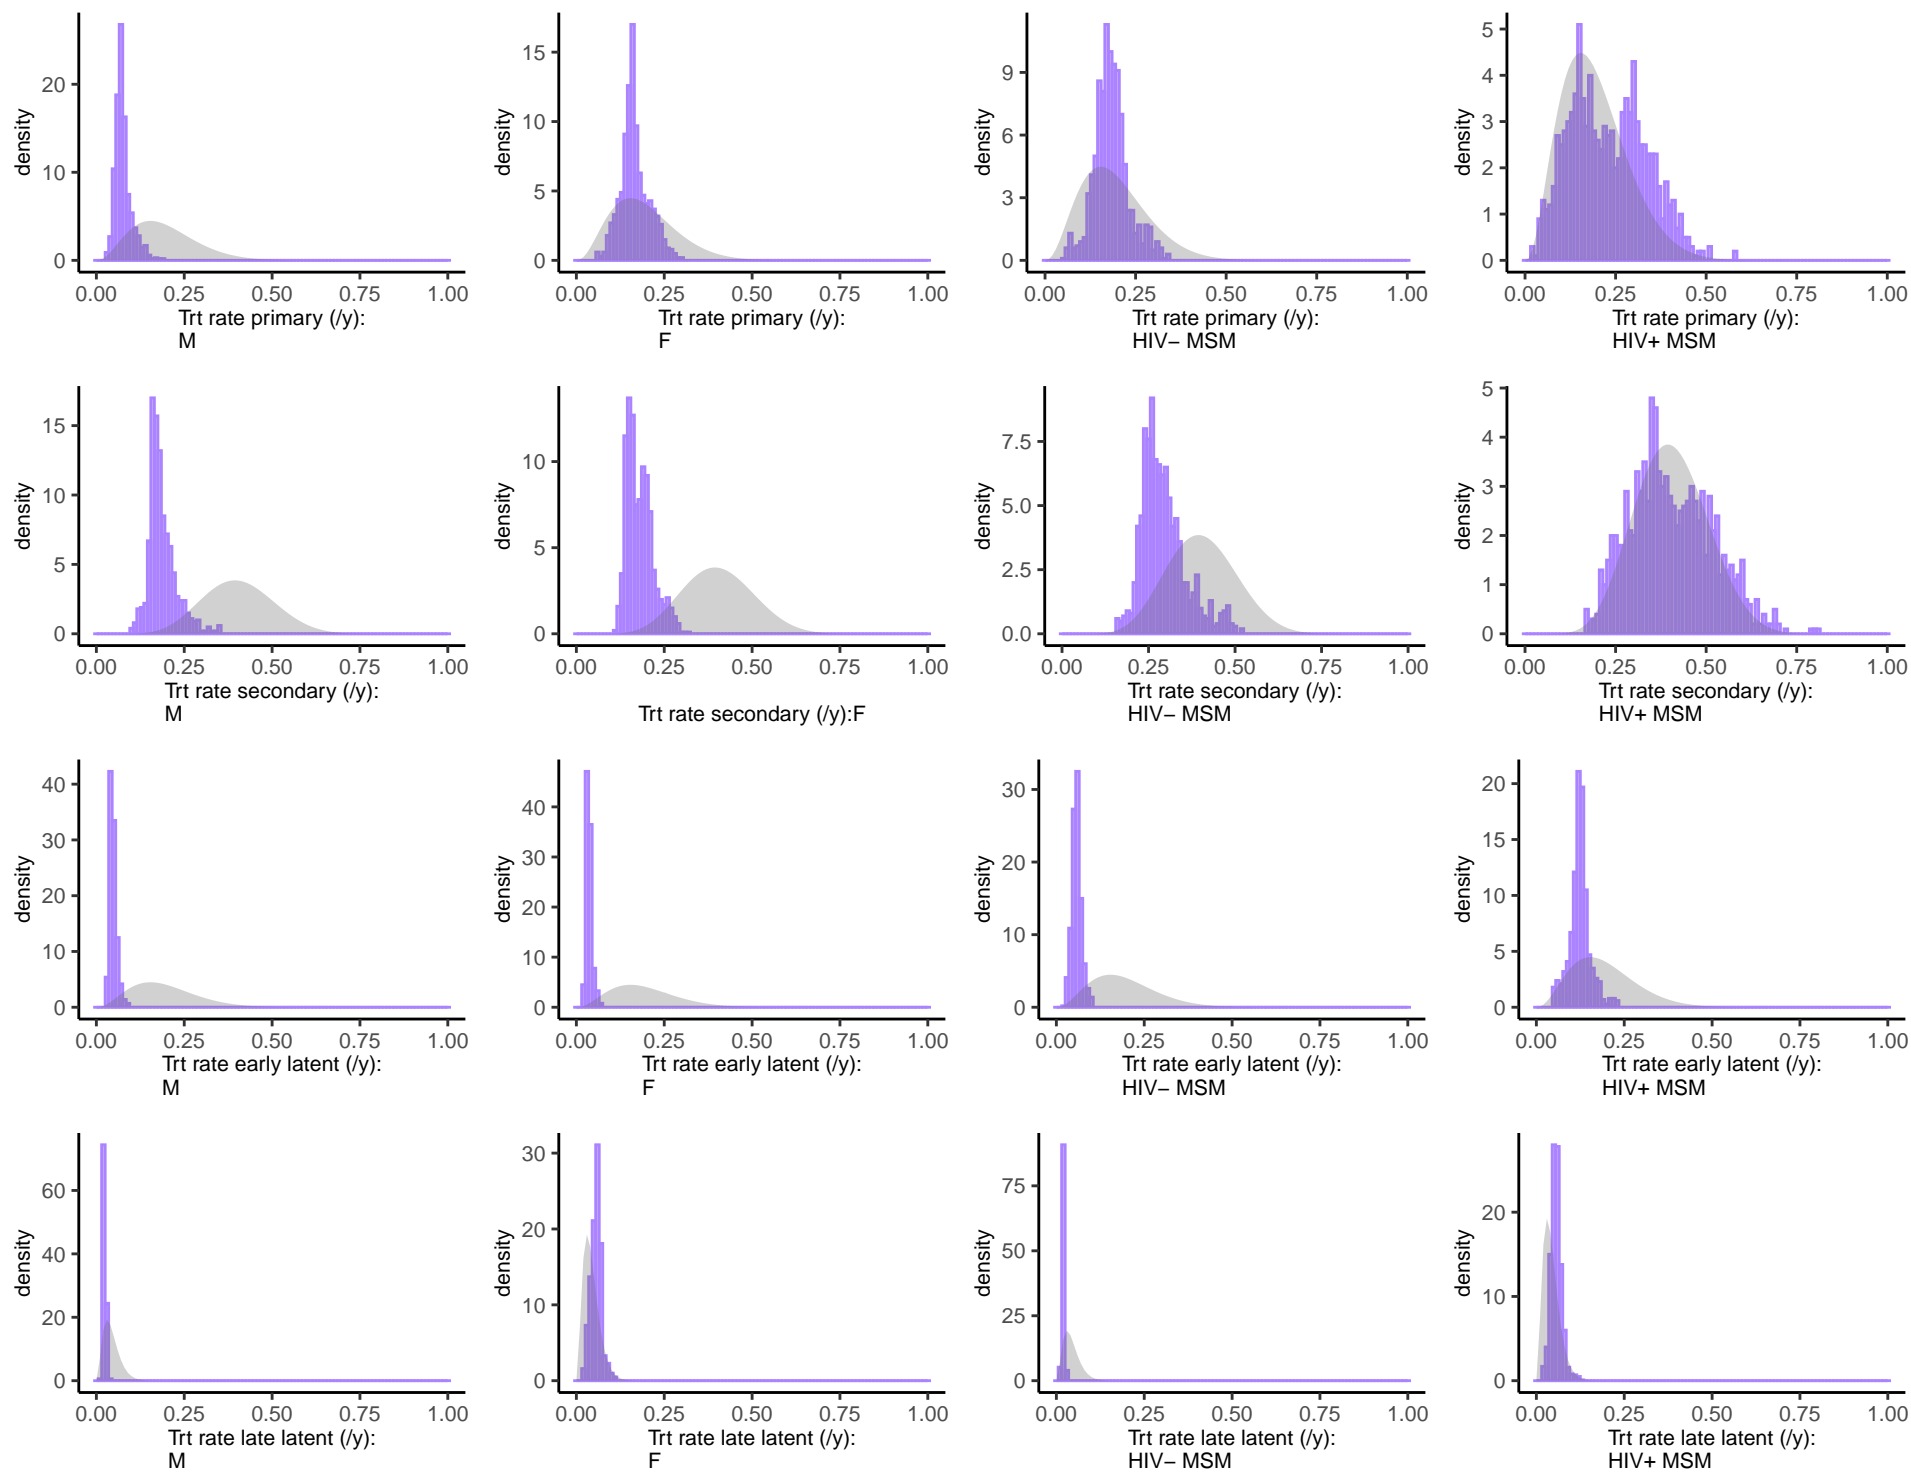 density
20
10
0
0.00 0.25 0.50 0.75 1.00
Trt rate primary (/y):
M
density
15
10
5
0
0.00 0.25 0.50 0.75 1.00
Trt rate primary (/y):
F
density
9
6
3
0
0.00 0.25 0.50 0.75 1.00
Trt rate primary (/y):
HIV− MSM
density
5
4
3
2
1
0
0.00 0.25 0.50 0.75 1.00
Trt rate primary (/y):
HIV+ MSM
density
15
10
5
0
0.00 0.25 0.50 0.75 1.00
Trt rate secondary (/y):
M
density
10
5
0
0.00 0.25 0.50 0.75 1.00
Trt rate secondary (/y):F
density
7.5
5.0
2.5
0.0
0.00 0.25 0.50 0.75 1.00
Trt rate secondary (/y):
HIV− MSM
density
5
4
3
2
1
0
0.00 0.25 0.50 0.75 1.00
Trt rate secondary (/y):
HIV+ MSM
density
40
30
20
10
0
0.00 0.25 0.50 0.75 1.00
Trt rate early latent (/y):
M
density
40
30
20
10
0
0.00 0.25 0.50 0.75 1.00
Trt rate early latent (/y):
F
density
30
20
10
0
0.00 0.25 0.50 0.75 1.00
Trt rate early latent (/y):
HIV− MSM
density
20
15
10
5
0
0.00 0.25 0.50 0.75 1.00
Trt rate early latent (/y):
HIV+ MSM
density
60
40
20
0
0.00 0.25 0.50 0.75 1.00
Trt rate late latent (/y):
M
density
30
20
10
0
0.00 0.25 0.50 0.75 1.00
Trt rate late latent (/y):
F
density
75
50
25
0
0.00 0.25 0.50 0.75 1.00
Trt rate late latent (/y):
HIV− MSM
density
20
10
0
0.00 0.25 0.50 0.75 1.00
Trt rate late latent (/y):
HIV+ MSM